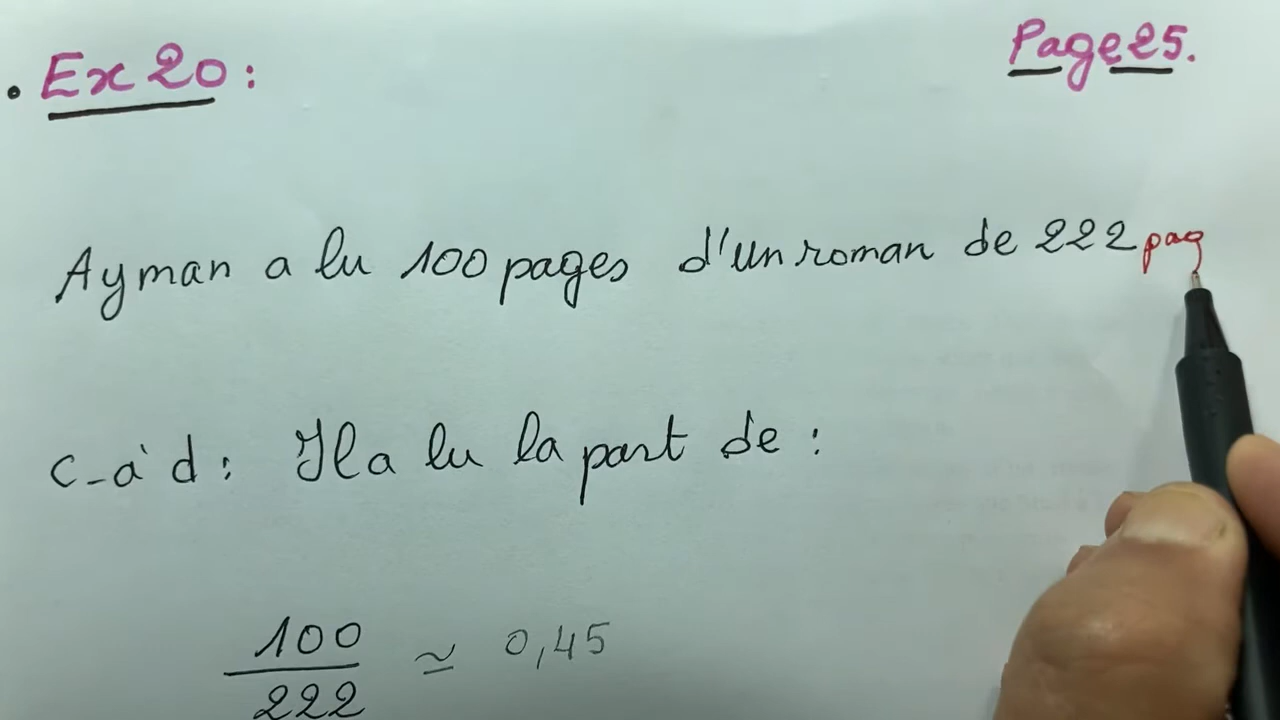 . Ex 20 :
Page 25.
Ayman a lu 100 pages d'un roman de 222 pag
c-à d : Il a lu la part de :
100
222
≃ 0,45